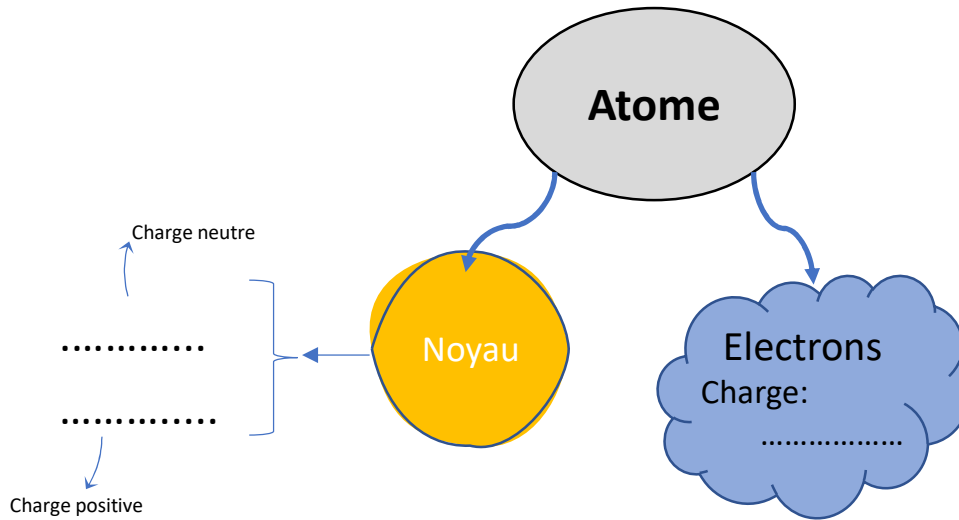 Atome
Charge neutre
.............
Noyau
Electrons
Charge:
..............
...................
Charge positive